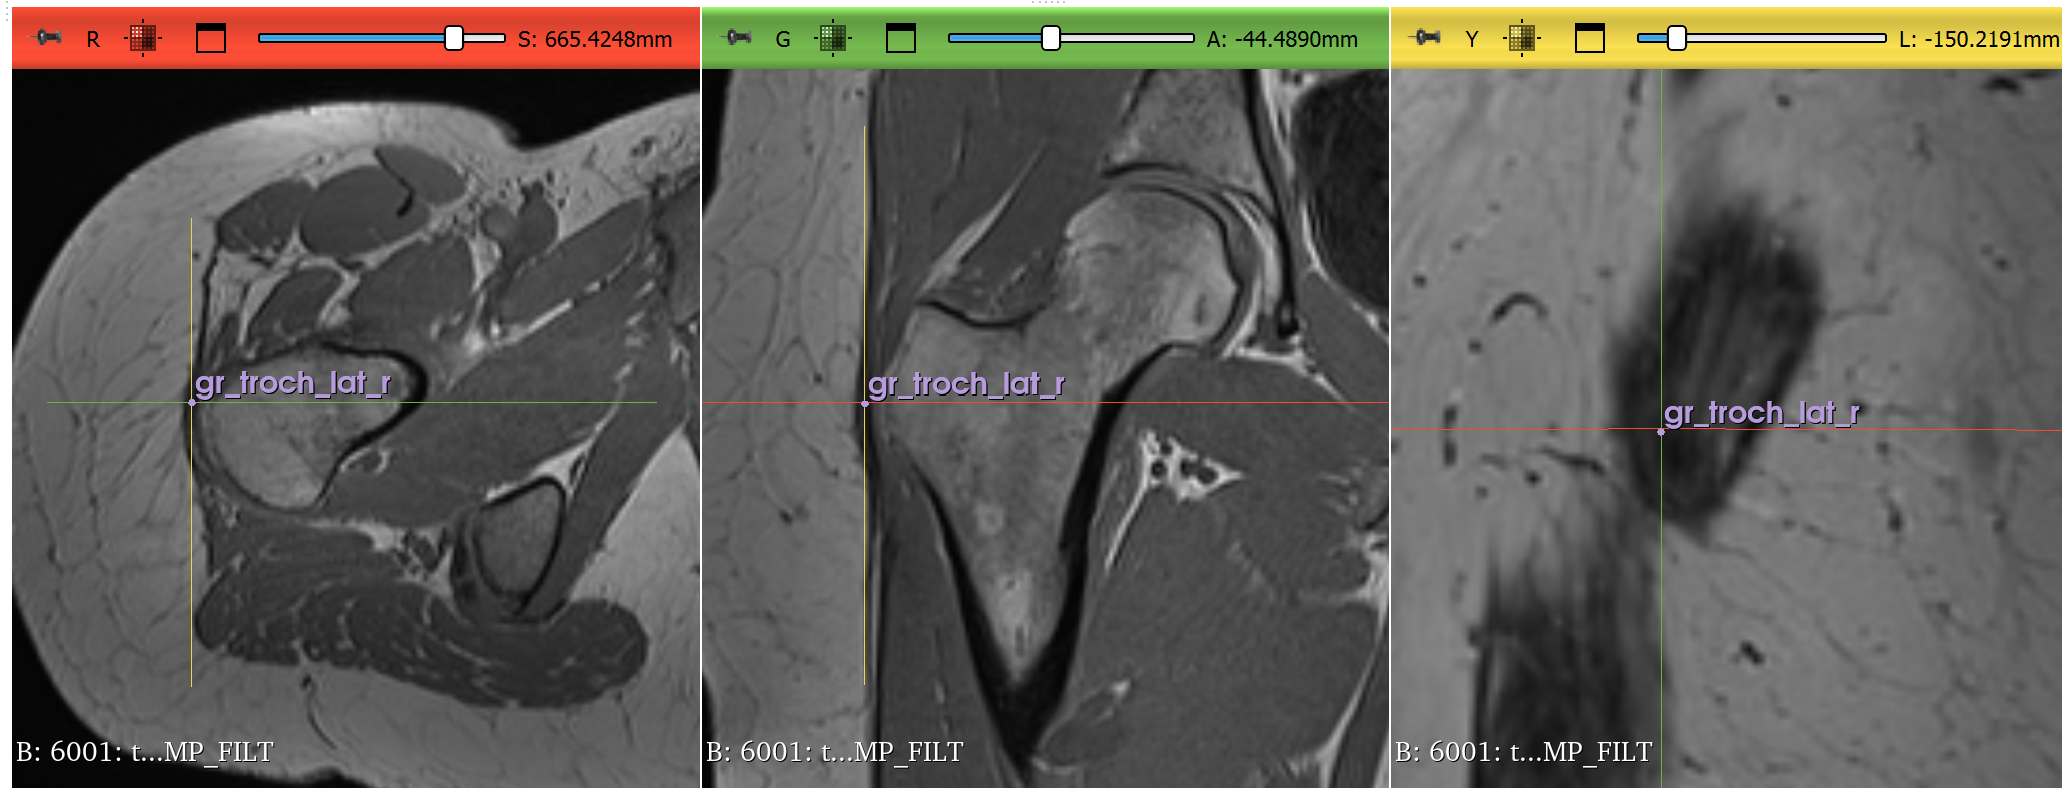 R S: 665.4248mm
G A: -44.4890mm
Y L: -150.2191mm
gr_troch_lat_r
gr_troch_lat_r
gr_troch_lat_r
B: 6001: t...MP_FILT
B: 6001: t...MP_FILT
B: 6001: t...MP_FILT